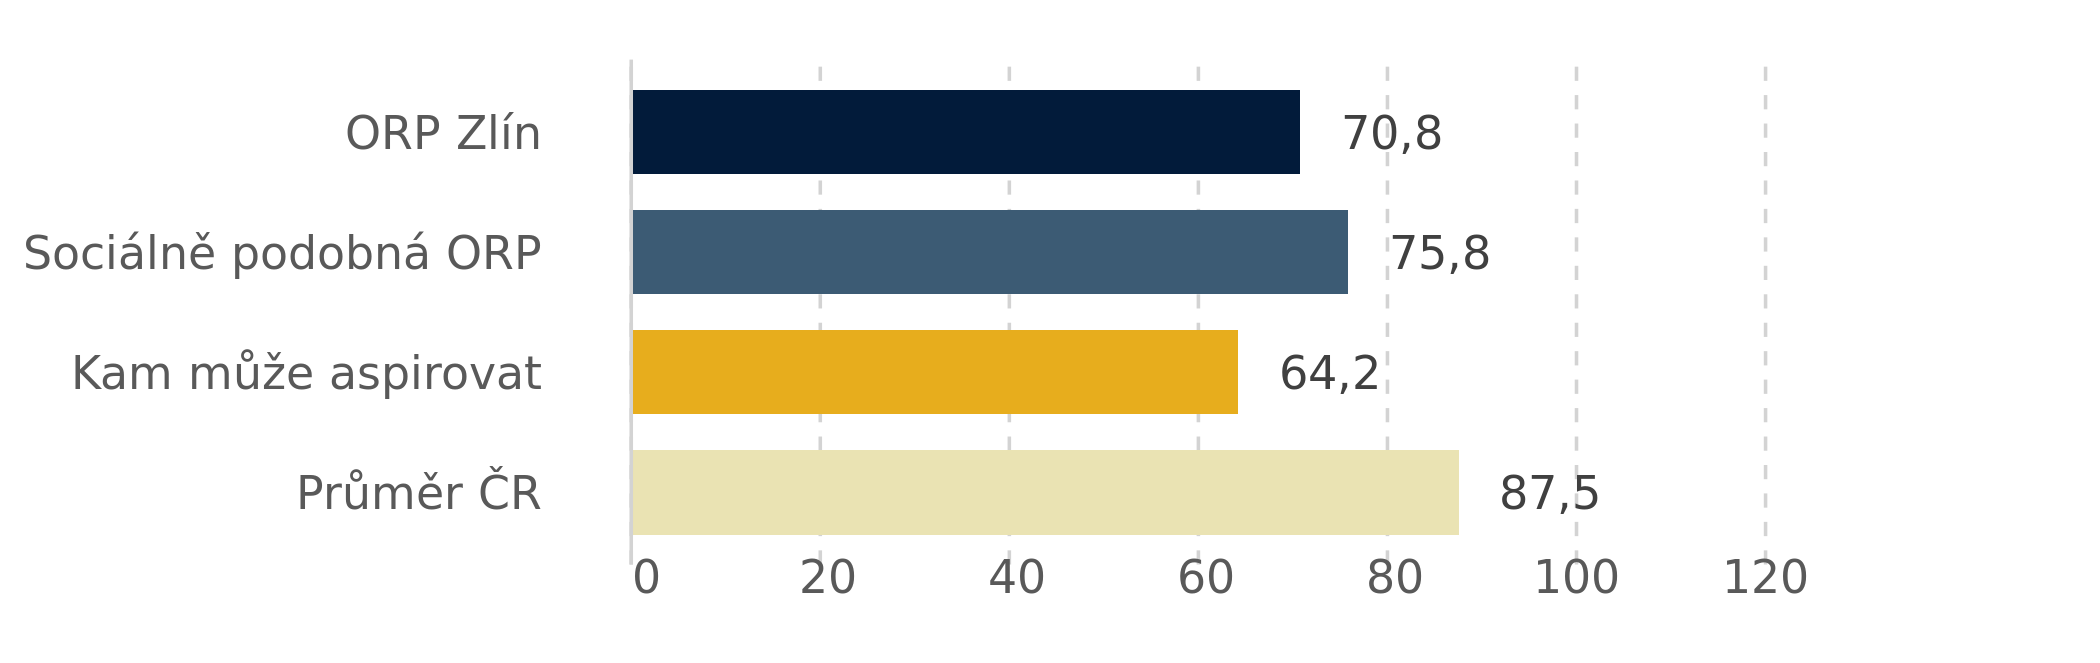 ORP Zlín 70,8
Sociálně podobná ORP 75,8
Kam může aspirovat 64,2
Průměr ČR 87,5
0 20 40 60 80 100 120